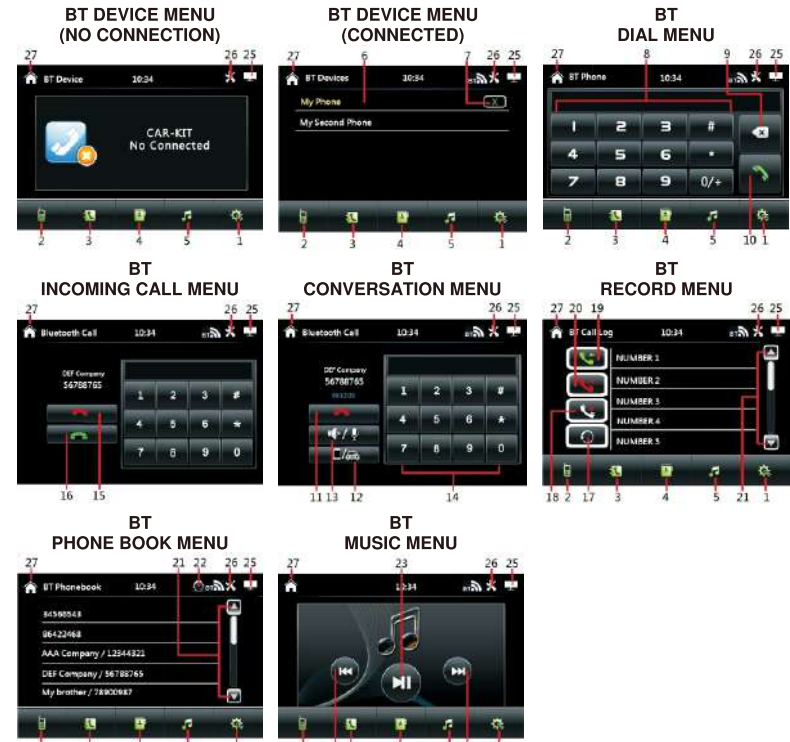 BT DEVICE MENU
(NO CONNECTION)
27 26 25
BT Device 10:34
CAR-KIT
No Connected
2 3 4 5 1
BT DEVICE MENU
(CONNECTED)
27 6 7 26 25
BT Devices 10:34 BT
My Phone X
My Second Phone
2 3 4 5 1
BT
DIAL MENU
27 8 9 26 25
BT Phone 10:34 BT
1 2 3 #
4 5 6 *
7 8 9 0/+
2 3 4 5 10 1
BT
INCOMING CALL MENU
27 26 25
Bluetooth Call 10:34 BT
DEF Company
56788765
1 2 3 #
4 5 6 *
7 8 9 0
16 15
BT
CONVERSATION MENU
27 26 25
Bluetooth Call 10:34 BT
DEF Company
56788765
1 2 3 #
4 5 6 *
7 8 9 0
11 13 12 14
BT
RECORD MENU
27 20 19 26 25
BT Call Log 10:34 BT
NUMBER 1
NUMBER 2
NUMBER 3
NUMBER 4
NUMBER 5
18 2 17 3 4 5 21 1
BT
PHONE BOOK MENU
27 21 22 26 25
BT Phonebook 10:34 BT
34566543
86422468
AAA Company / 12344321
DEF Company / 56788765
My brother / 78900987
BT
MUSIC MENU
27 23 26 25
10:34 BT